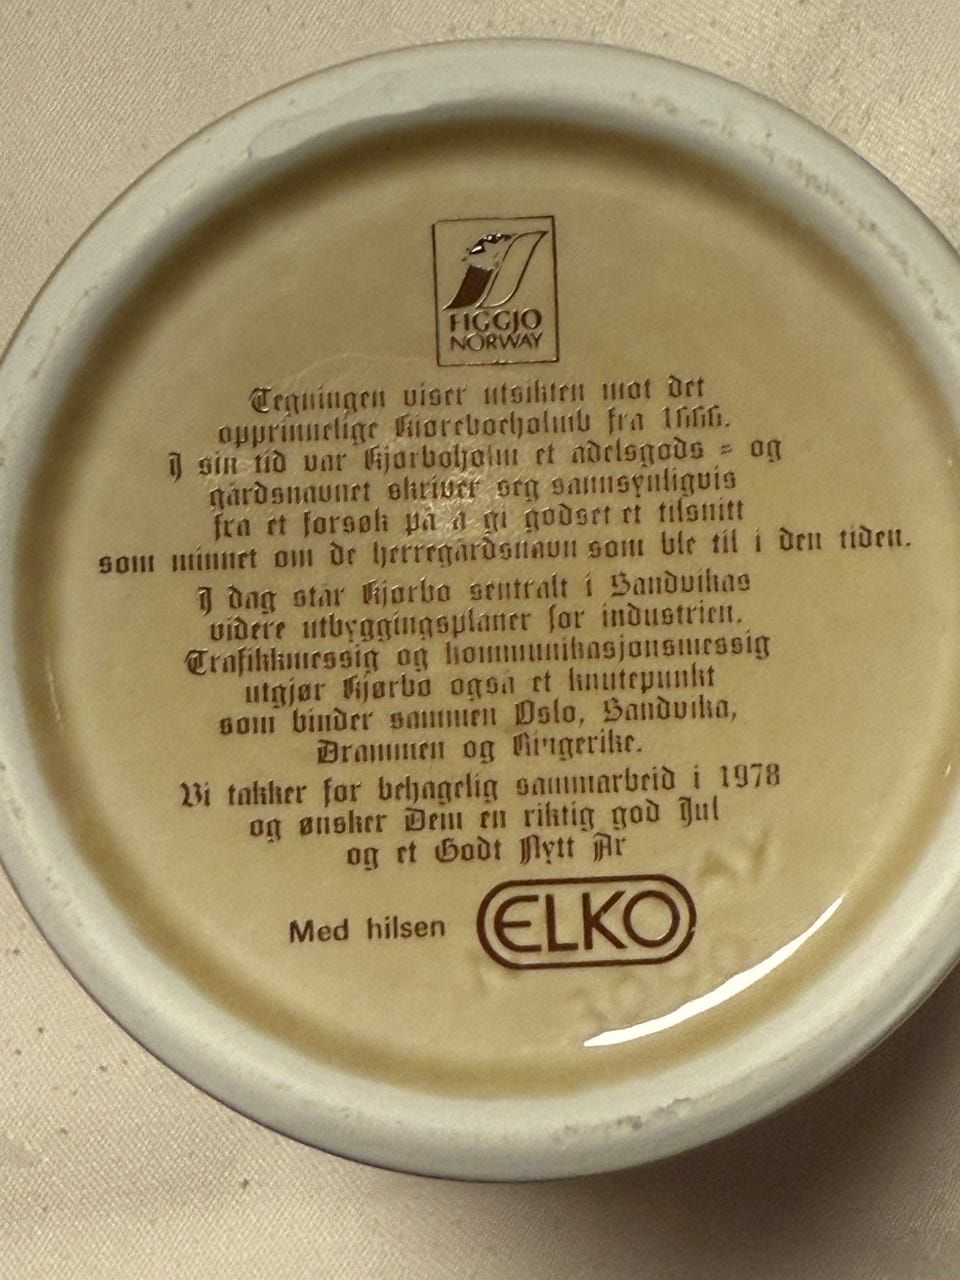 FIGGJO
NORWAY
Tegningen viser utsikten mot det
opprinnelige Kiøreboeholmb fra 1666.
I sin tid var Kjørboholm et adelsgods - og
gårdsnavnet skriver seg sannsynligvis
fra et forsøk på å gi godset et tilsnitt
som minnet om de herregårdsnavn som ble til i den tiden.
I dag står Kjørbo sentralt i Sandvikas
videre utbyggingsplaner for industrien.
Trafikkmessig og kommunikasjonsmessig
utgjør Kjørbo også et knutepunkt
som binder sammen Oslo, Sandvika,
Drammen og Ringerike.
Vi takker for behagelig sammarbeid i 1978
og ønsker Dem en riktig god Jul
og et Godt Nytt År
Med hilsen ELKO